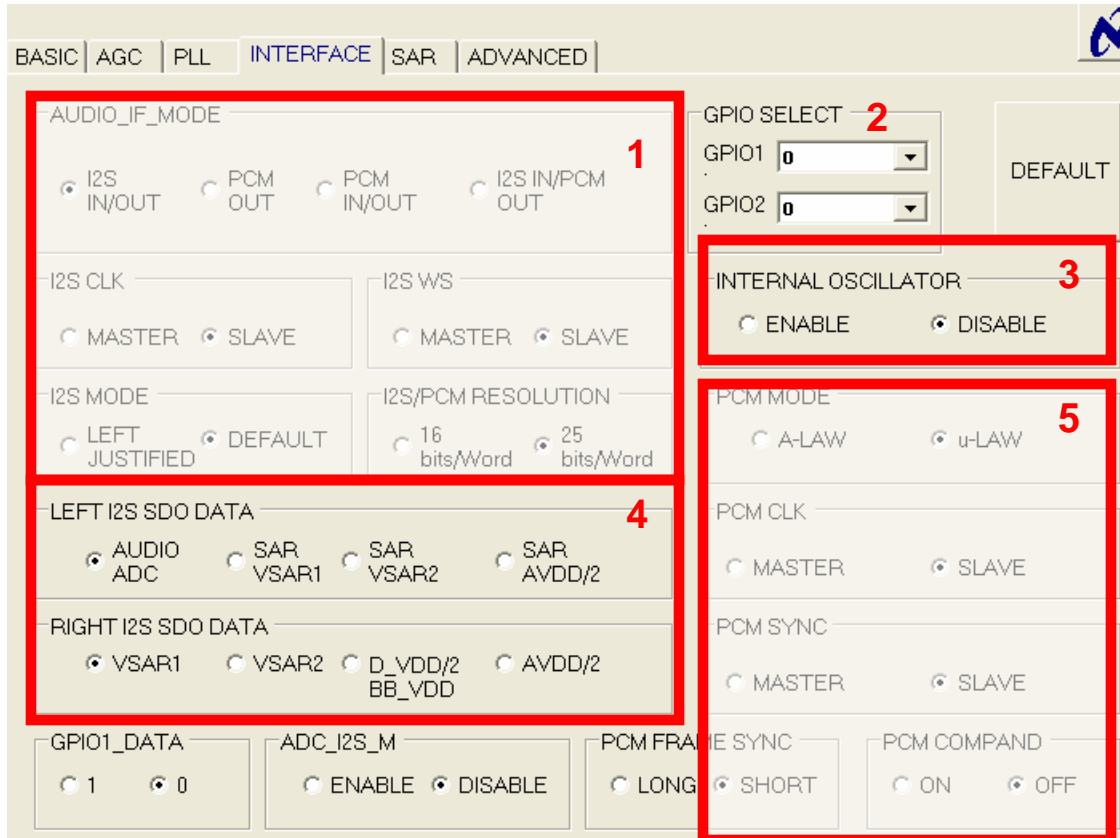 BASIC AGC PLL INTERFACE SAR ADVANCED
AUDIO_IF_MODE
1
I2S IN/OUT
PCM OUT
PCM IN/OUT
I2S IN/PCM OUT
GPIO SELECT
2
GPIO1 0
GPIO2 0
DEFAULT
I2S CLK
MASTER SLAVE
I2S WS
MASTER SLAVE
INTERNAL OSCILLATOR
3
ENABLE DISABLE
I2S MODE
LEFT JUSTIFIED
DEFAULT
I2S/PCM RESOLUTION
16 bits/Word
25 bits/Word
PCM MODE
5
A-LAW u-LAW
LEFT I2S SDO DATA
4
AUDIO ADC
SAR VSAR1
SAR VSAR2
SAR AVDD/2
PCM CLK
MASTER SLAVE
RIGHT I2S SDO DATA
VSAR1 VSAR2
D_VDD/2 BB_VDD
AVDD/2
PCM SYNC
MASTER SLAVE
GPIO1_DATA
1 0
ADC_I2S_M
ENABLE DISABLE
PCM FRAME SYNC
LONG SHORT
PCM COMPAND
ON OFF